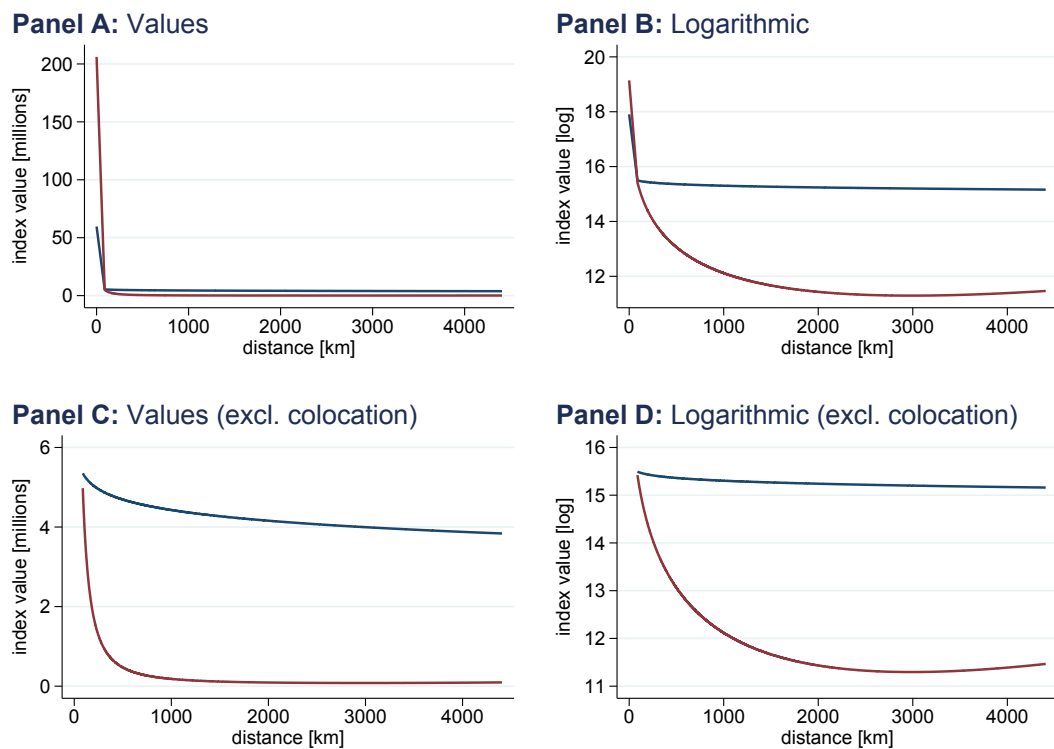 Panel A: Values
index value [millions]
200
150
100
50
0
0 1000 2000 3000 4000
distance [km]
Panel B: Logarithmic
index value [log]
20
18
16
14
12
0 1000 2000 3000 4000
distance [km]
Panel C: Values (excl. colocation)
index value [millions]
6
4
2
0
0 1000 2000 3000 4000
distance [km]
Panel D: Logarithmic (excl. colocation)
index value [log]
16
15
14
13
12
11
0 1000 2000 3000 4000
distance [km]